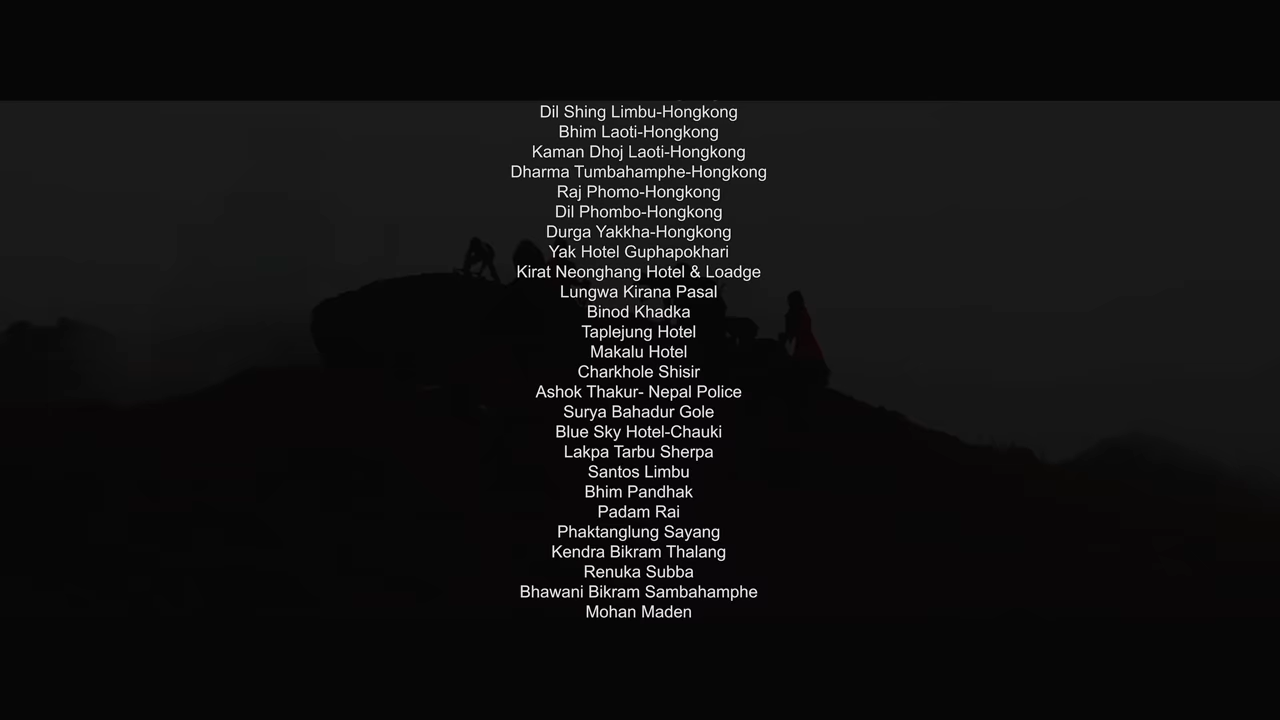 Dil Shing Limbu-Hongkong
Bhim Laoti-Hongkong
Kaman Dhoj Laoti-Hongkong
Dharma Tumbahamphe-Hongkong
Raj Phomo-Hongkong
Dil Phombo-Hongkong
Durga Yakkha-Hongkong
Yak Hotel Guphapokhari
Kirat Neonghang Hotel & Loadge
Lungwa Kirana Pasal
Binod Khadka
Taplejung Hotel
Makalu Hotel
Charkhole Shisir
Ashok Thakur- Nepal Police
Surya Bahadur Gole
Blue Sky Hotel-Chauki
Lakpa Tarbu Sherpa
Santos Limbu
Bhim Pandhak
Padam Rai
Phaktanglung Sayang
Kendra Bikram Thalang
Renuka Subba
Bhawani Bikram Sambahamphe
Mohan Maden